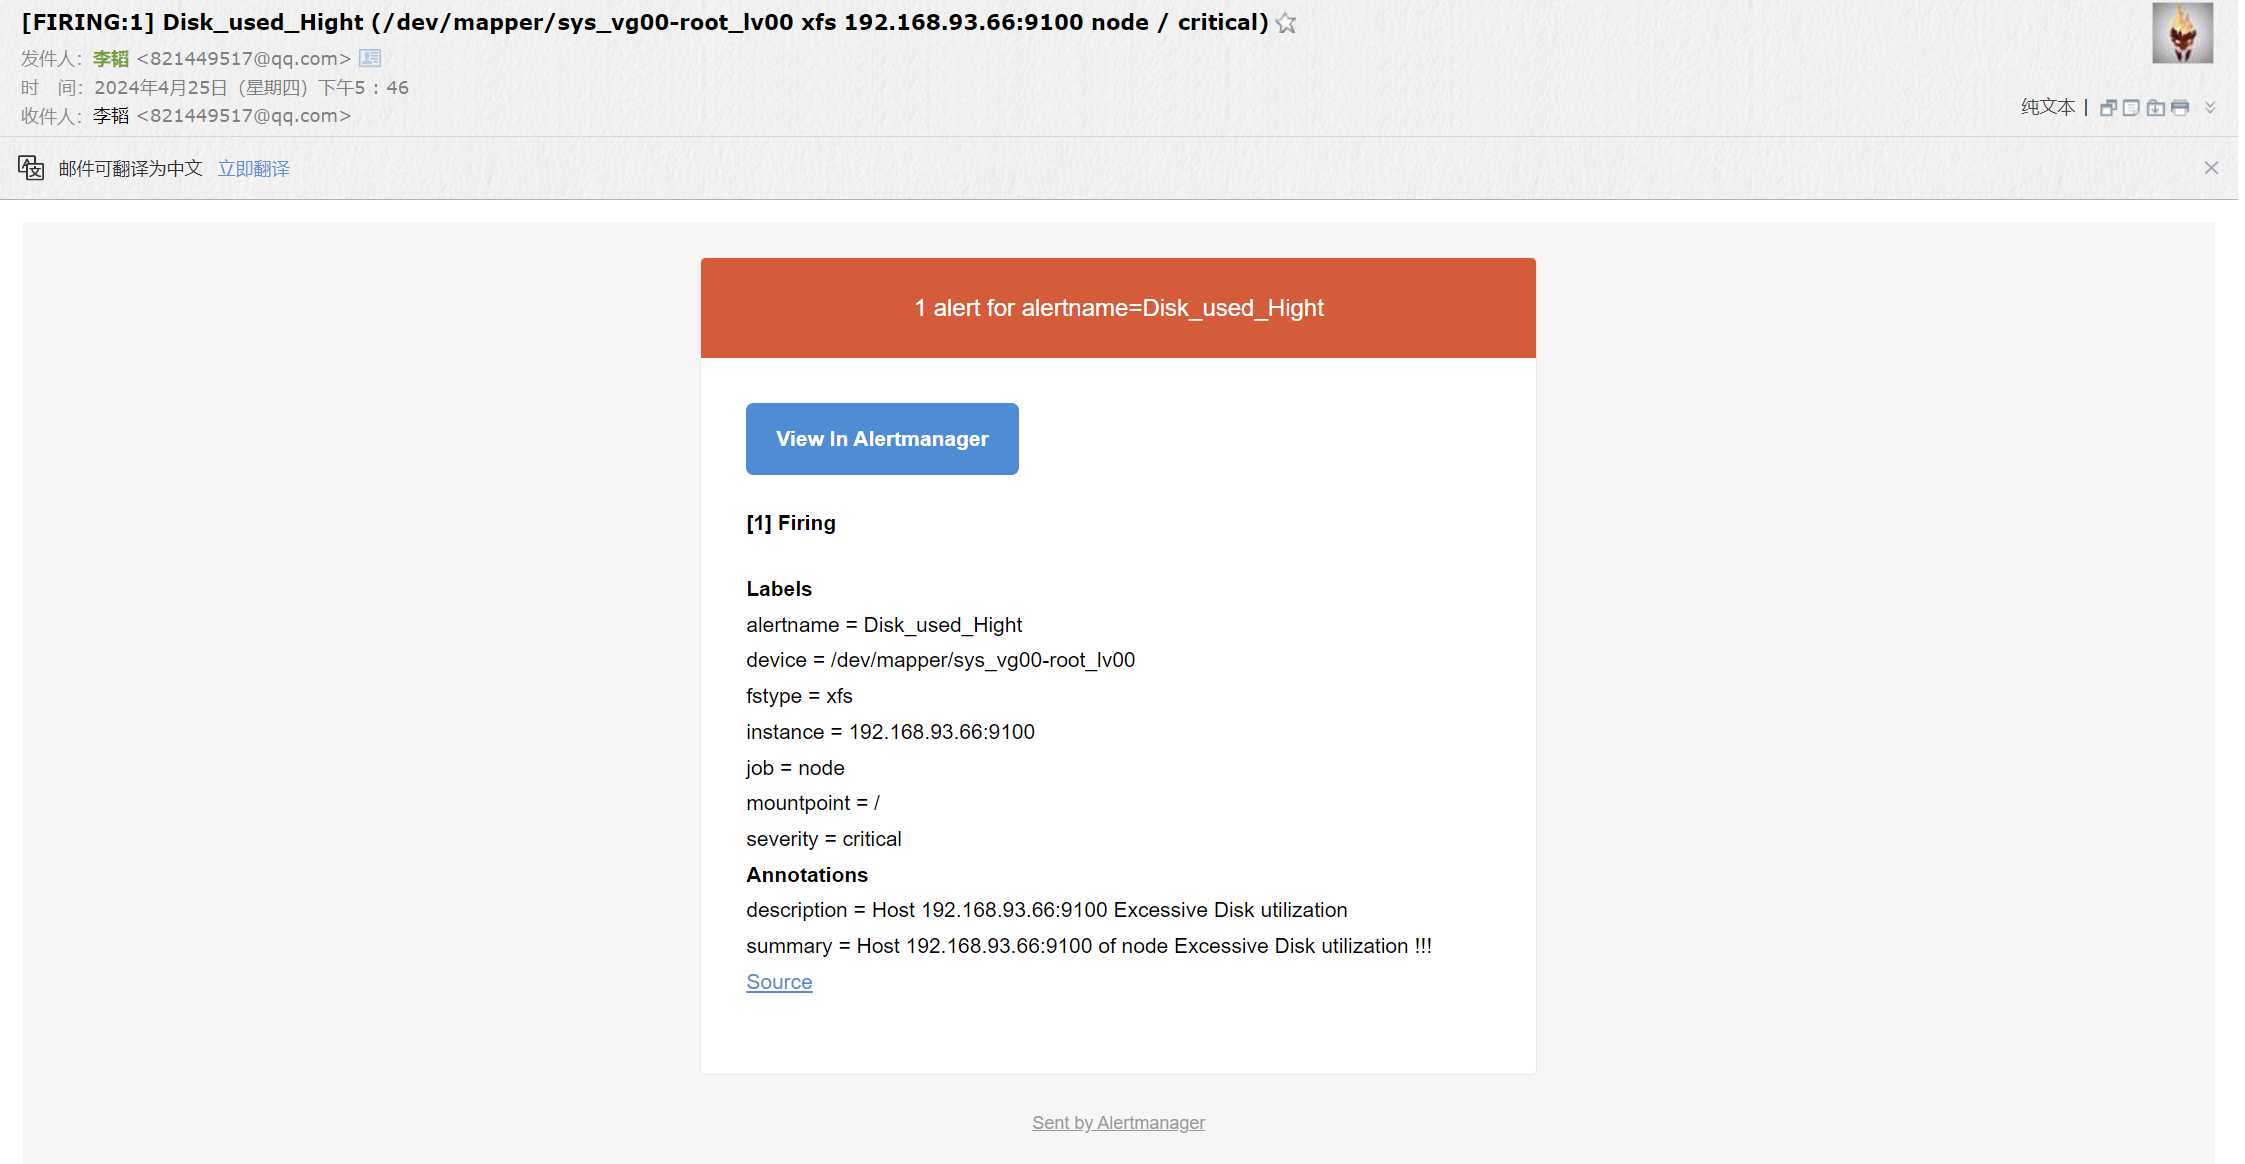 [FIRING:1] Disk_used_Hight (/dev/mapper/sys_vg00-root_lv00 xfs 192.168.93.66:9100 node / critical)
发件人：李韬 <821449517@qq.com>
时 间：2024年4月25日（星期四）下午5：46
收件人：李韬 <821449517@qq.com>
纯文本 |
邮件可翻译为中文 立即翻译
1 alert for alertname=Disk_used_Hight
View In Alertmanager
[1] Firing
Labels
alertname = Disk_used_Hight
device = /dev/mapper/sys_vg00-root_lv00
fstype = xfs
instance = 192.168.93.66:9100
job = node
mountpoint = /
severity = critical
Annotations
description = Host 192.168.93.66:9100 Excessive Disk utilization
summary = Host 192.168.93.66:9100 of node Excessive Disk utilization !!!
Source
Sent by Alertmanager